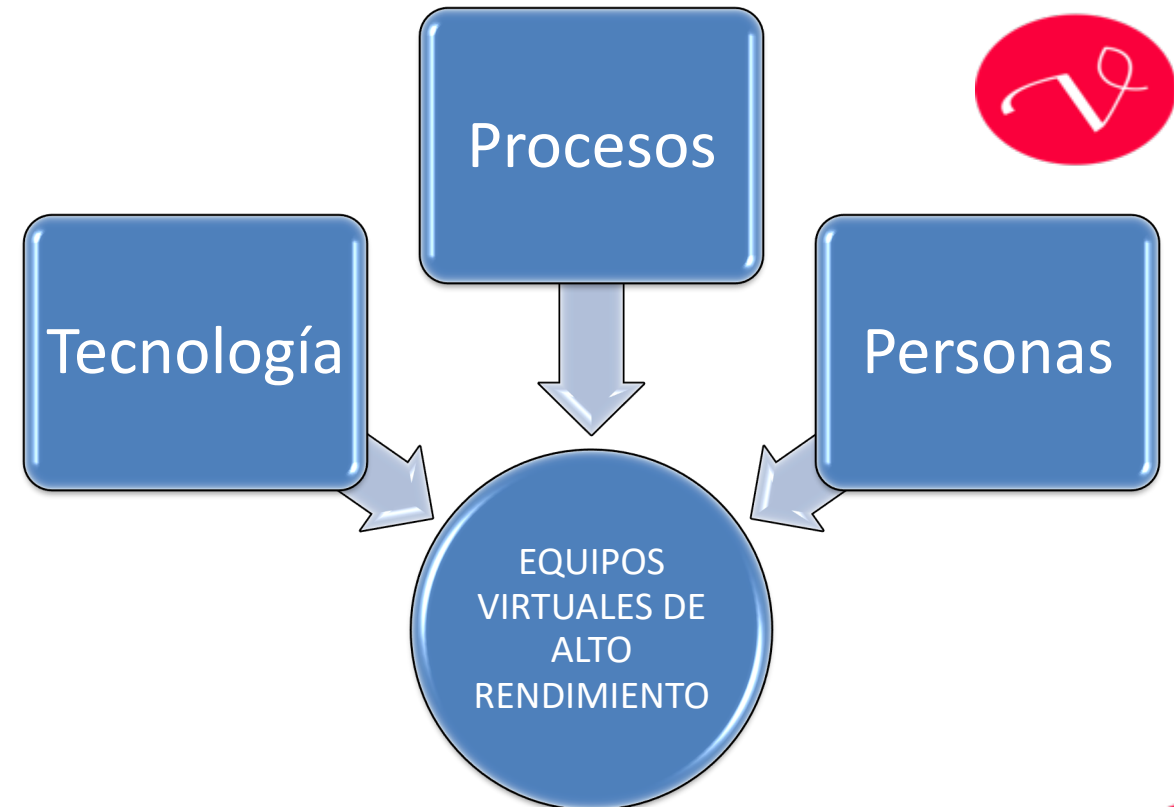 Procesos
Tecnología
Personas
EQUIPOS
VIRTUALES DE
ALTO
RENDIMIENTO